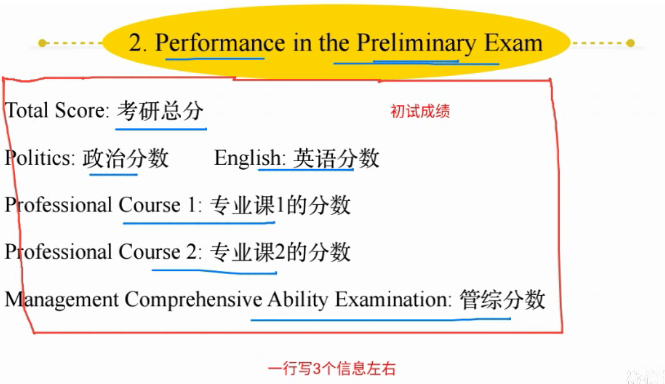 2. Performance in the Preliminary Exam
Total Score: 考研总分
初试成绩
Politics: 政治分数 English: 英语分数
Professional Course 1: 专业课1的分数
Professional Course 2: 专业课2的分数
Management Comprehensive Ability Examination: 管综分数
一行写3个信息左右